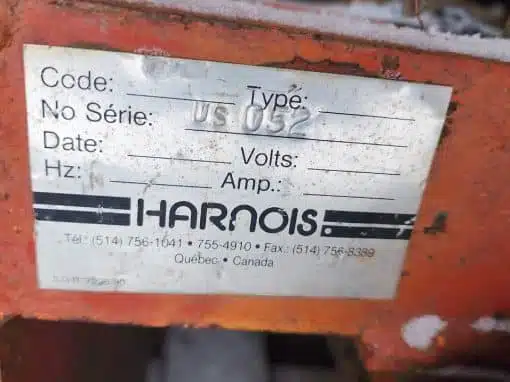 Code: Type:
No Série: US 052
Date: Volts:
Hz: Amp.:
HARNOIS.
Tél.: (514) 756-1041 • 755-4910 • Fax.: (514) 756-8389
Québec • Canada